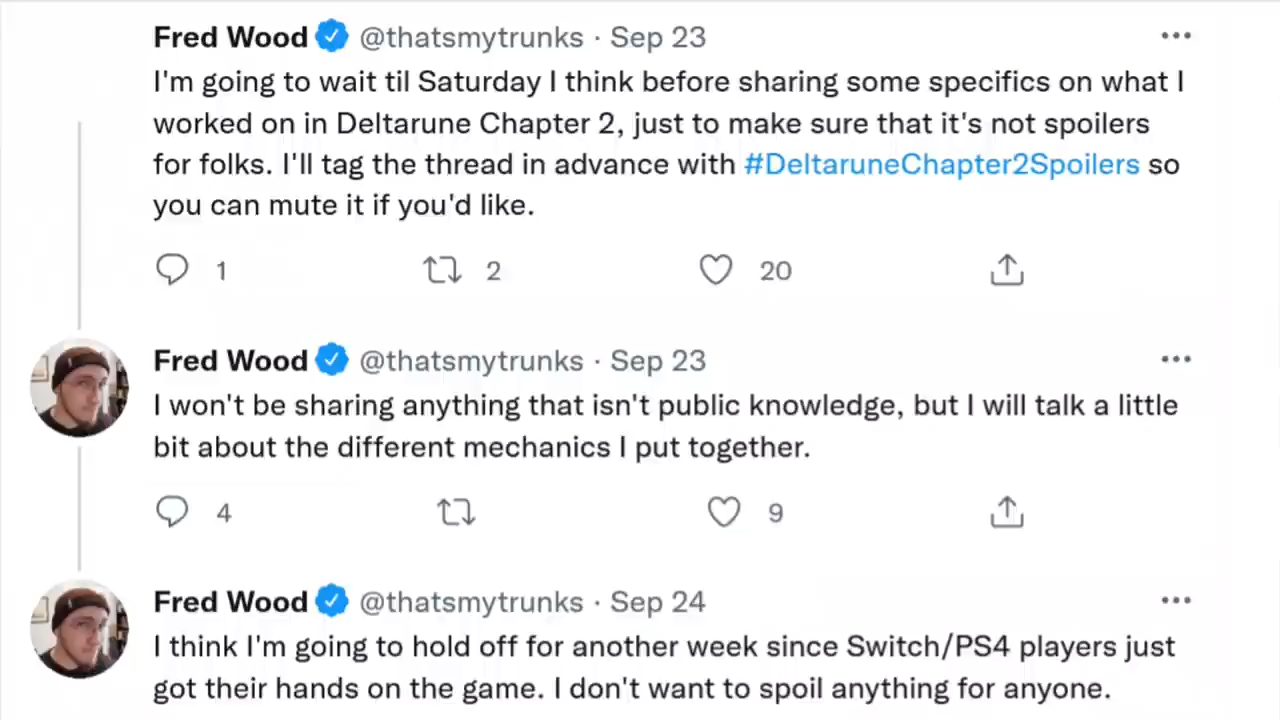 Fred Wood @thatsmytrunks · Sep 23
I'm going to wait til Saturday I think before sharing some specifics on what I
worked on in Deltarune Chapter 2, just to make sure that it's not spoilers
for folks. I'll tag the thread in advance with #DeltaruneChapter2Spoilers so
you can mute it if you'd like.
1 2 20
Fred Wood @thatsmytrunks · Sep 23
I won't be sharing anything that isn't public knowledge, but I will talk a little
bit about the different mechanics I put together.
4 9
Fred Wood @thatsmytrunks · Sep 24
I think I'm going to hold off for another week since Switch/PS4 players just
got their hands on the game. I don't want to spoil anything for anyone.